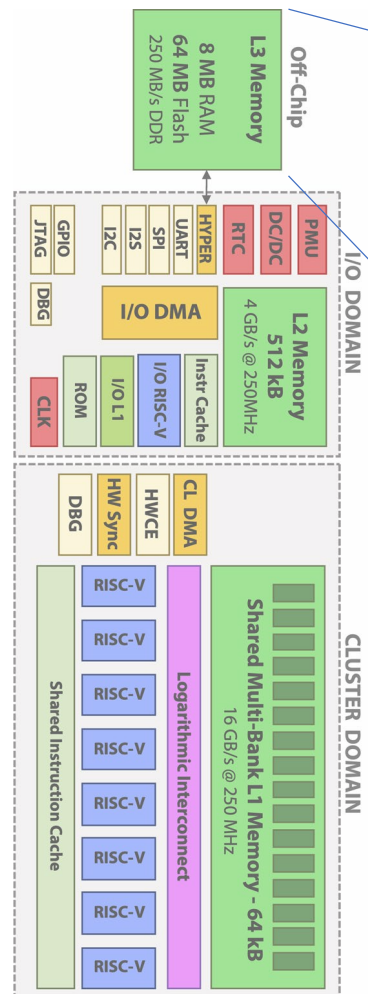 Off-Chip
L3 Memory
8 MB RAM
64 MB Flash
250 MB/s DDR
I/O DOMAIN
PMU
DC/DC
RTC
HYPER
UART
SPI
I2S
I2C
GPIO
JTAG
L2 Memory
512 kB
4 GB/s @ 250MHz
I/O DMA
DBG
Instr Cache
I/O RISC-V
I/O L1
ROM
CLK
CLUSTER DOMAIN
CL DMA
HWCE
HW Sync
DBG
Shared Multi-Bank L1 Memory - 64 kB
16 GB/s @ 250 MHz
Logarithmic Interconnect
RISC-V
RISC-V
RISC-V
RISC-V
RISC-V
RISC-V
RISC-V
RISC-V
Shared Instruction Cache